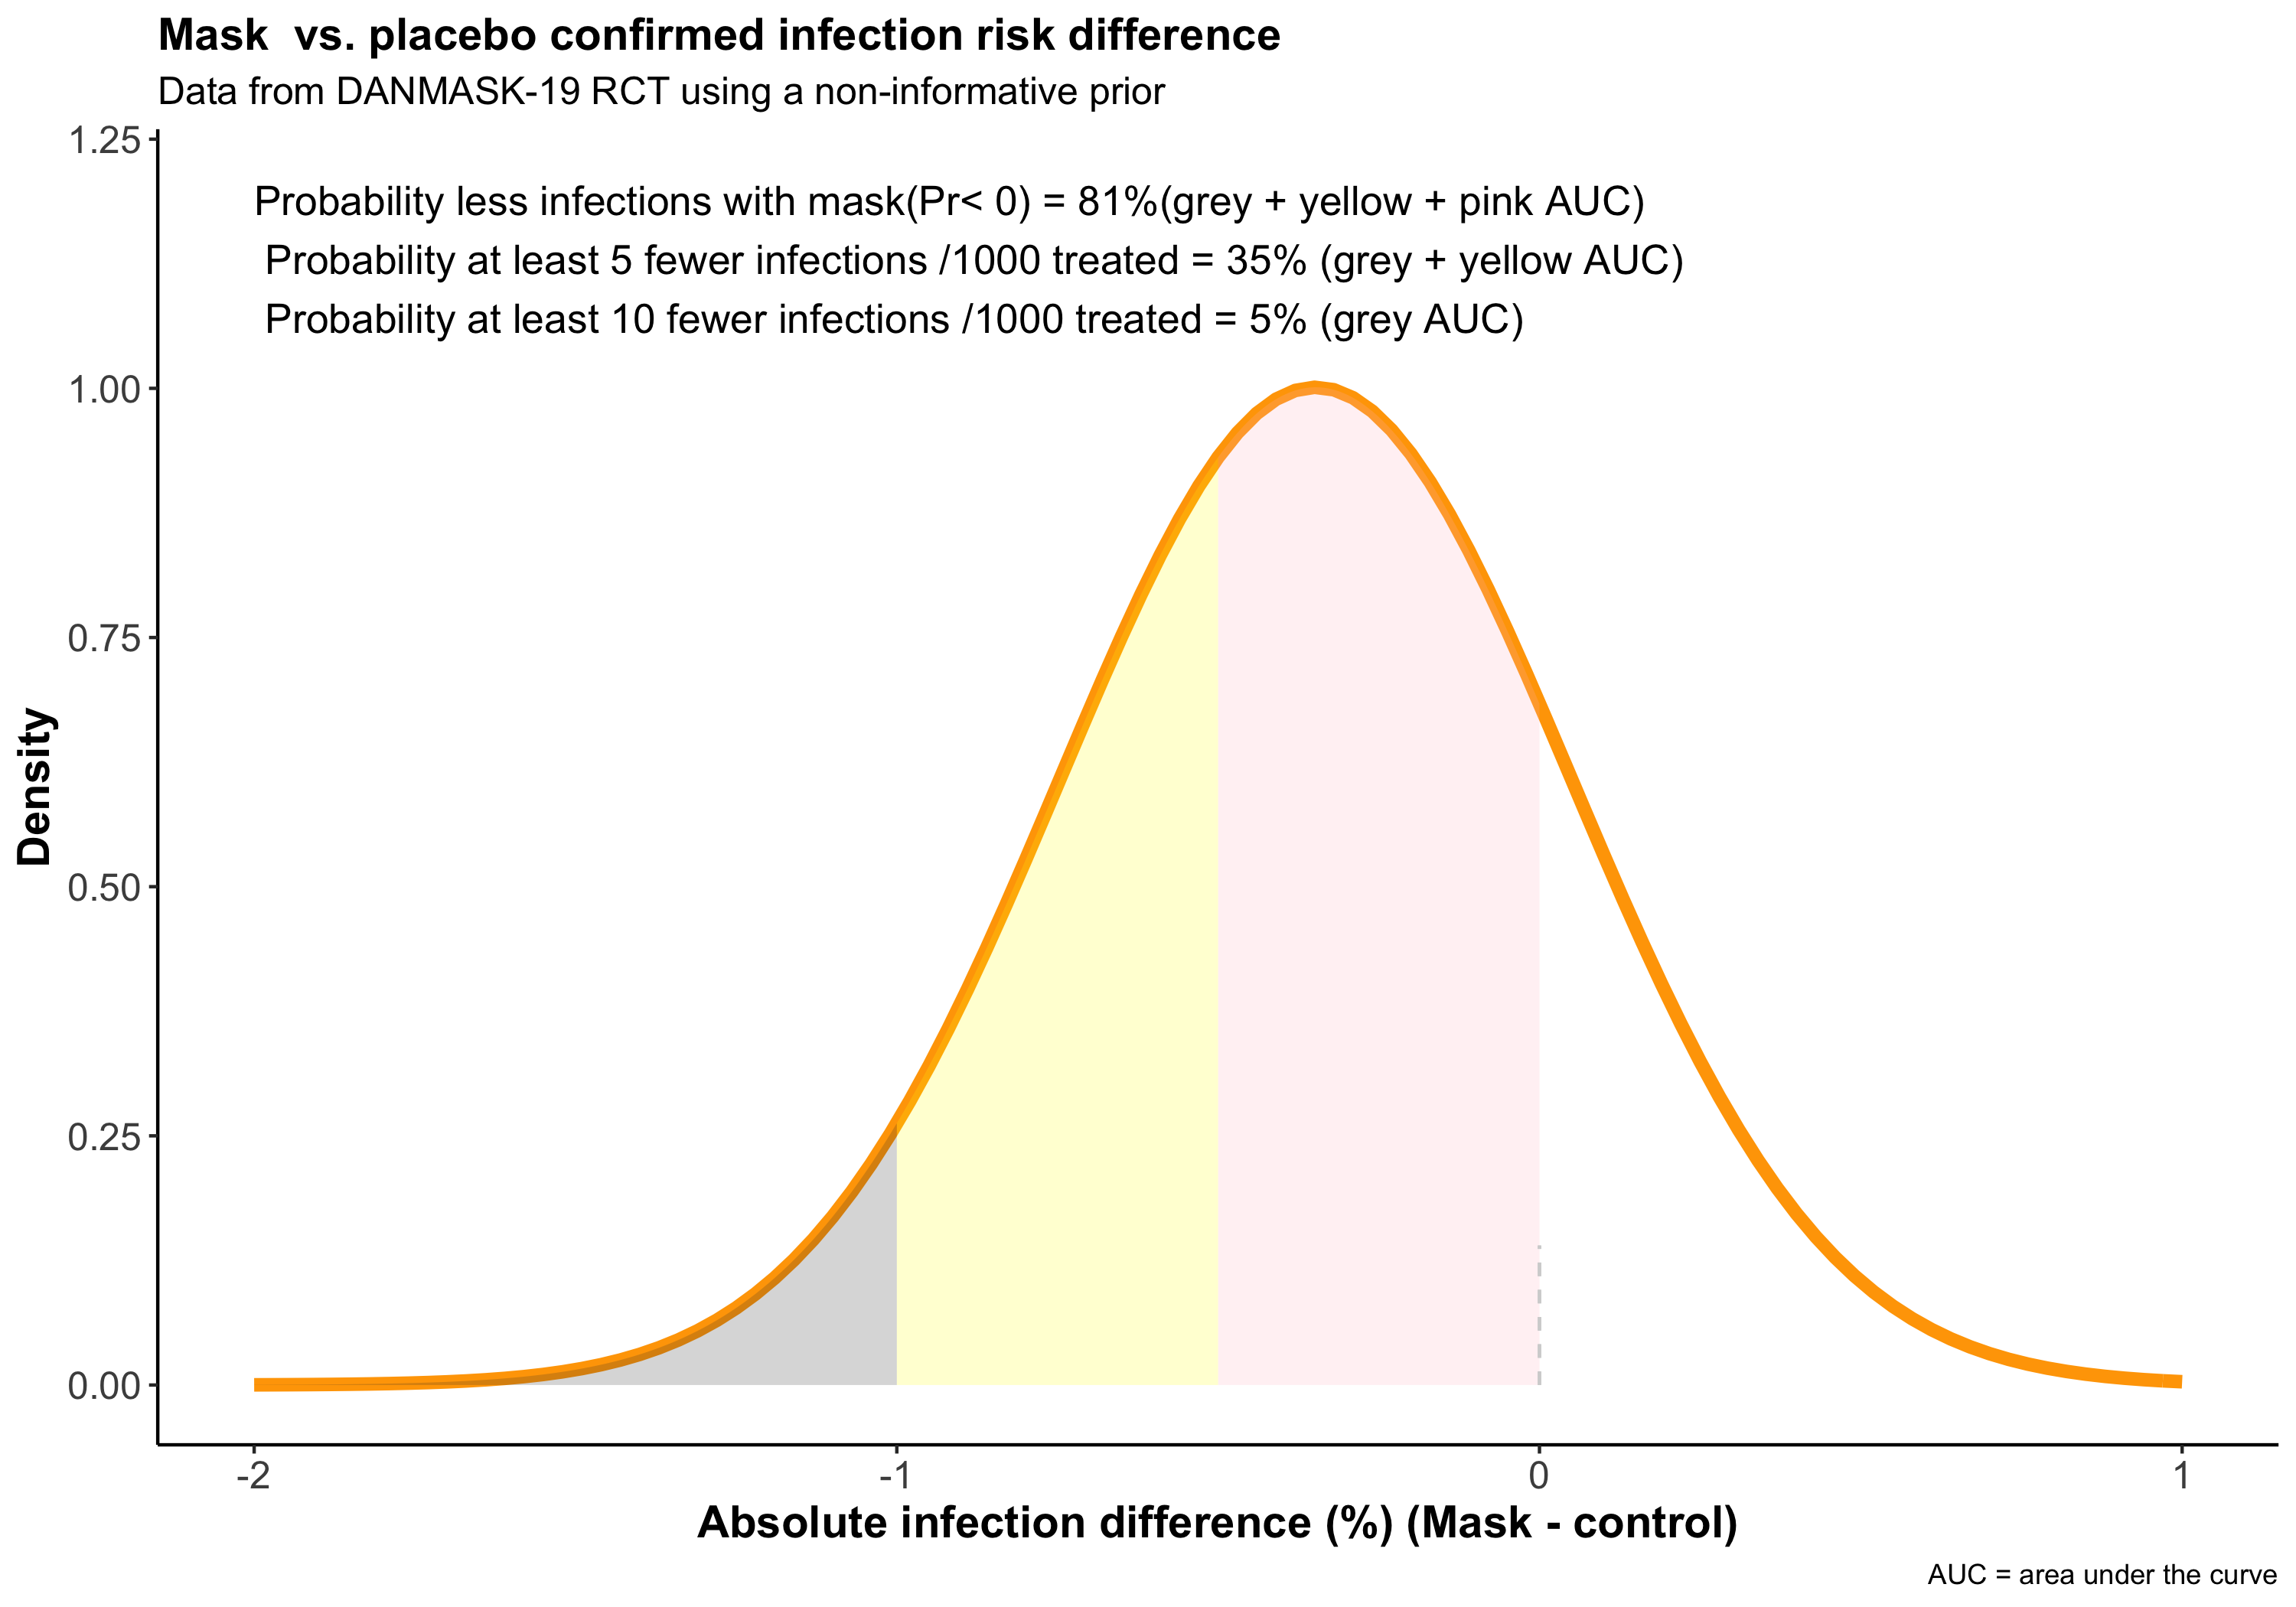 Mask  vs. placebo confirmed infection risk difference
Data from DANMASK-19 RCT using a non-informative prior
1.25
Probability less infections with mask(Pr< 0) = 81%(grey + yellow + pink AUC)
Probability at least 5 fewer infections /1000 treated = 35% (grey + yellow AUC)
Probability at least 10 fewer infections /1000 treated = 5% (grey AUC)
1.00
0.75
0.50
0.25
0.00
Density
-2 -1 0 1
Absolute infection difference (%) (Mask - control)
AUC = area under the curve